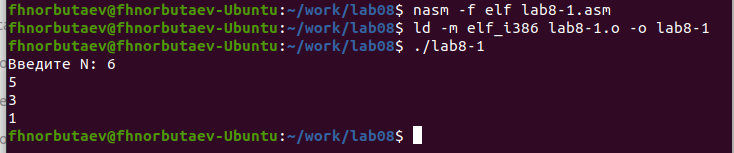 fhnorbutaev@fhnorbutaev-Ubuntu:~/work/lab08$ nasm -f elf lab8-1.asm
fhnorbutaev@fhnorbutaev-Ubuntu:~/work/lab08$ ld -m elf_i386 lab8-1.o -o lab8-1
fhnorbutaev@fhnorbutaev-Ubuntu:~/work/lab08$ ./lab8-1
Введите N: 6
5
3
1
fhnorbutaev@fhnorbutaev-Ubuntu:~/work/lab08$